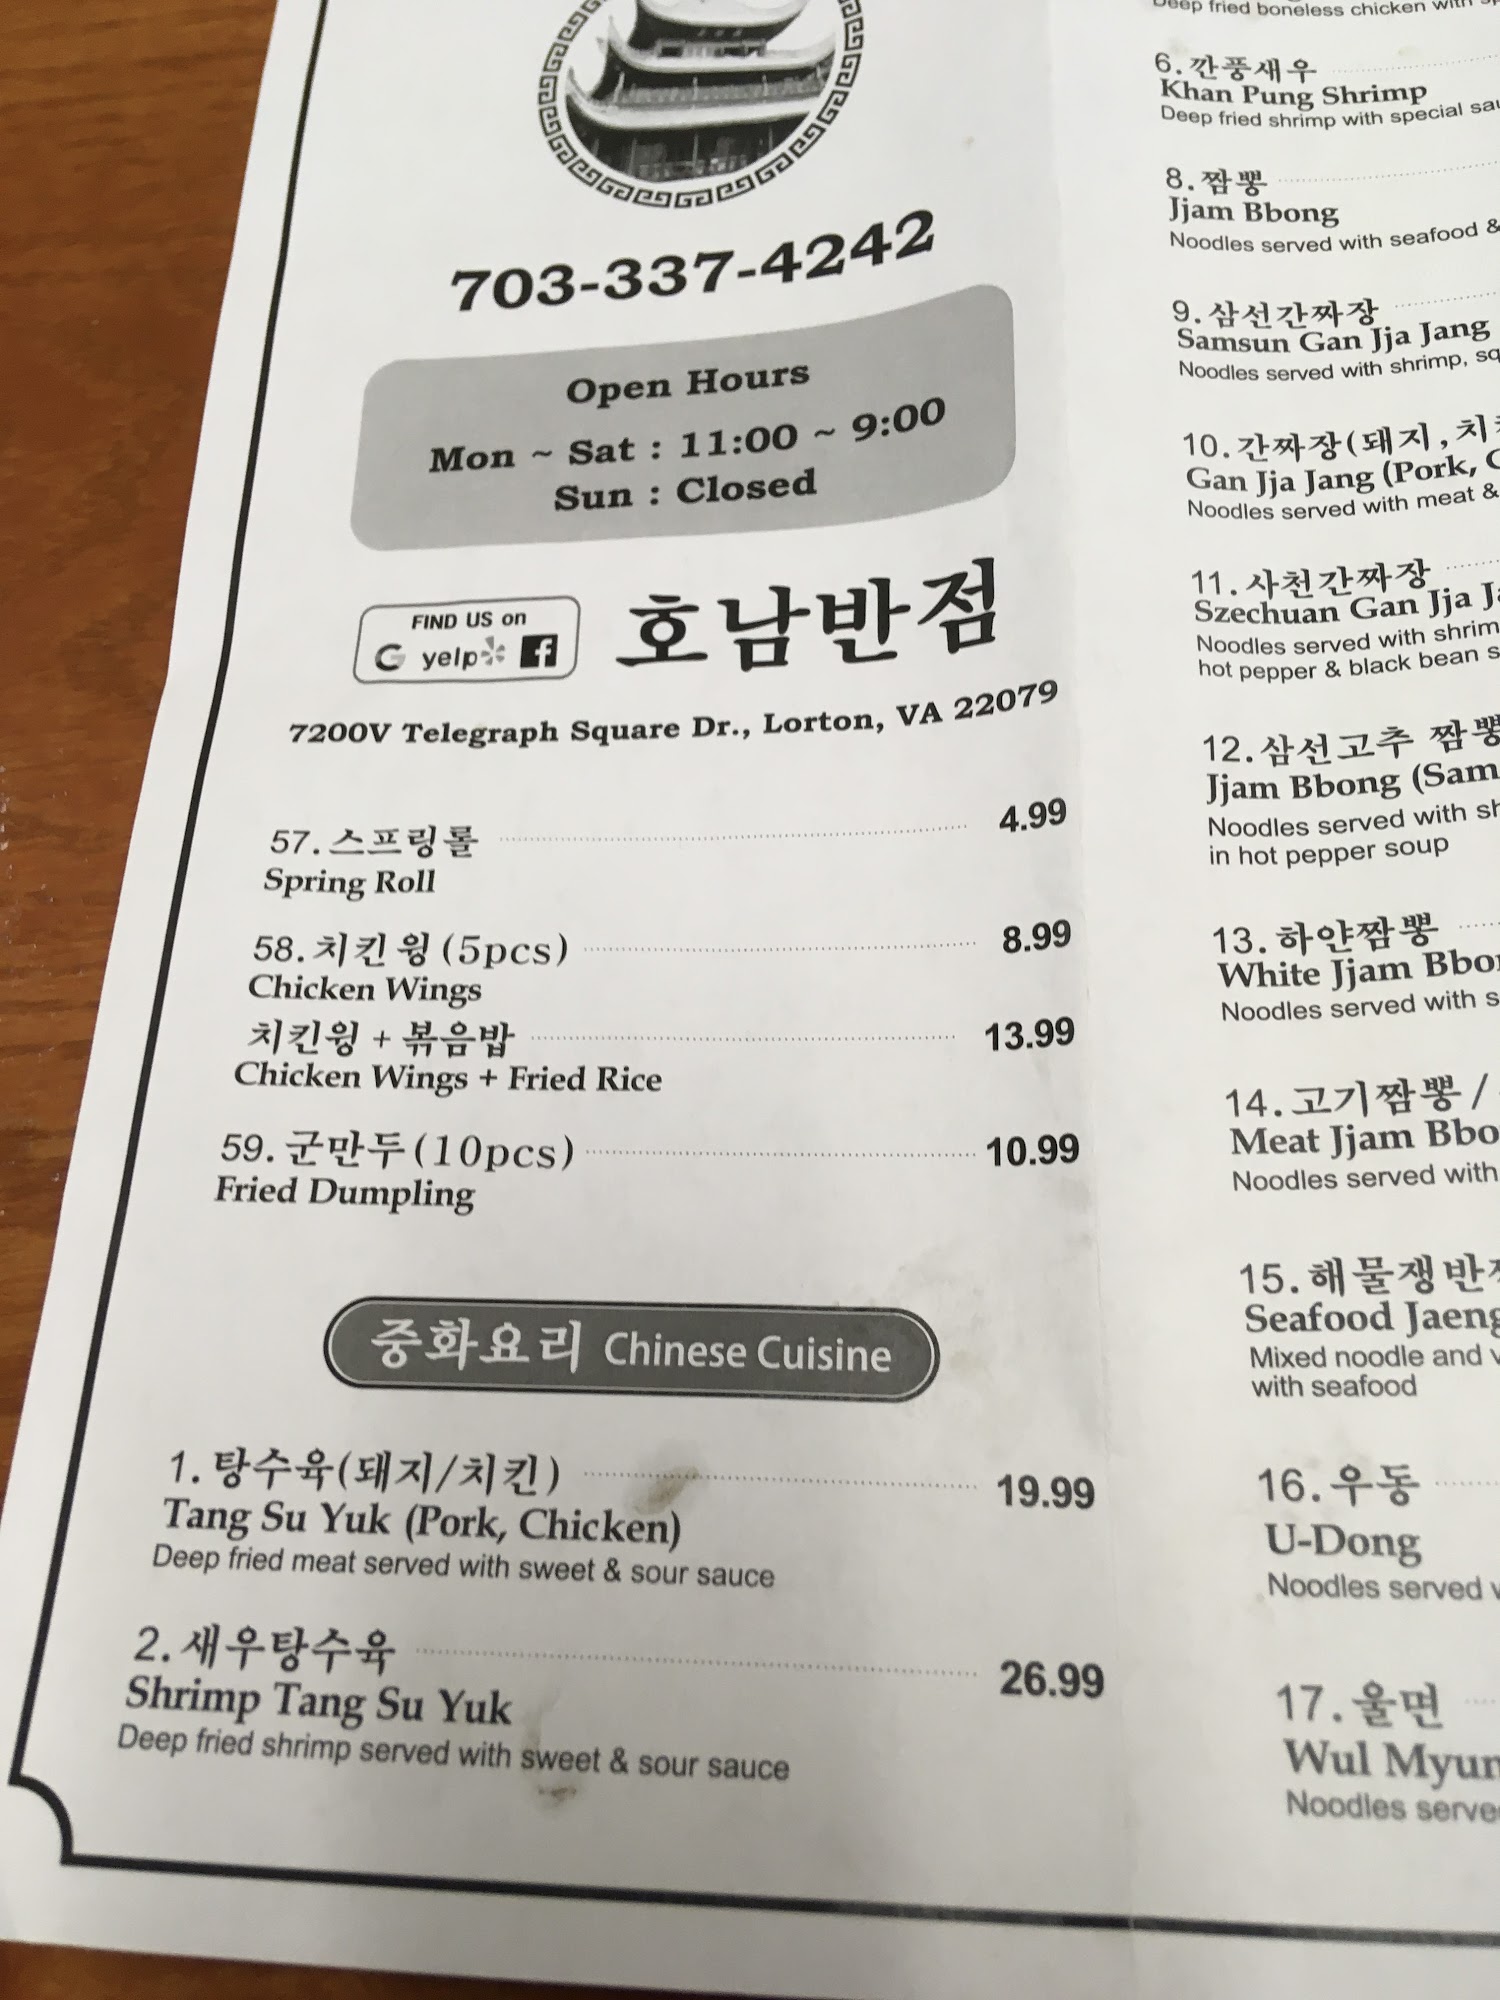 703-337-4242
Open Hours
Mon ~ Sat : 11:00 ~ 9:00
Sun : Closed
FIND US on
G yelp f
호남반점
7200V Telegraph Square Dr., Lorton, VA 22079
57. 스프링롤 4.99
Spring Roll
58. 치킨윙 (5pcs) 8.99
Chicken Wings
치킨윙 + 볶음밥 13.99
Chicken Wings + Fried Rice
59. 군만두 (10pcs) 10.99
Fried Dumpling
중화요리 Chinese Cuisine
1. 탕수육(돼지/치킨) 19.99
Tang Su Yuk (Pork, Chicken)
Deep fried meat served with sweet & sour sauce
2. 새우탕수육 26.99
Shrimp Tang Su Yuk
Deep fried shrimp served with sweet & sour sauce
Deep fried boneless chicken with
6. 깐풍새우
Khan Pung Shrimp
Deep fried shrimp with special
8. 짬뽕
Jjam Bbong
Noodles served with seafood &
9. 삼선간짜장
Samsun Gan Jja Jang
Noodles served with shrimp,
10. 간짜장(돼지,
Gan Jja Jang (Pork,
Noodles served with meat &
11. 사천간짜장
Szechuan Gan Jja
Noodles served with
hot pepper & black bean
12. 삼선고추 짬뽕
Jjam Bbong
Noodles served with
in hot pepper soup
13. 하얀짬뽕
White Jjam
Noodles served with
14. 고기짬뽕 /
Meat Jjam
Noodles served with
15. 해물쟁반
Seafood
Mixed noodle and
with seafood
16. 우동
U-Dong
Noodles served
17. 울면
Wul
Noodles